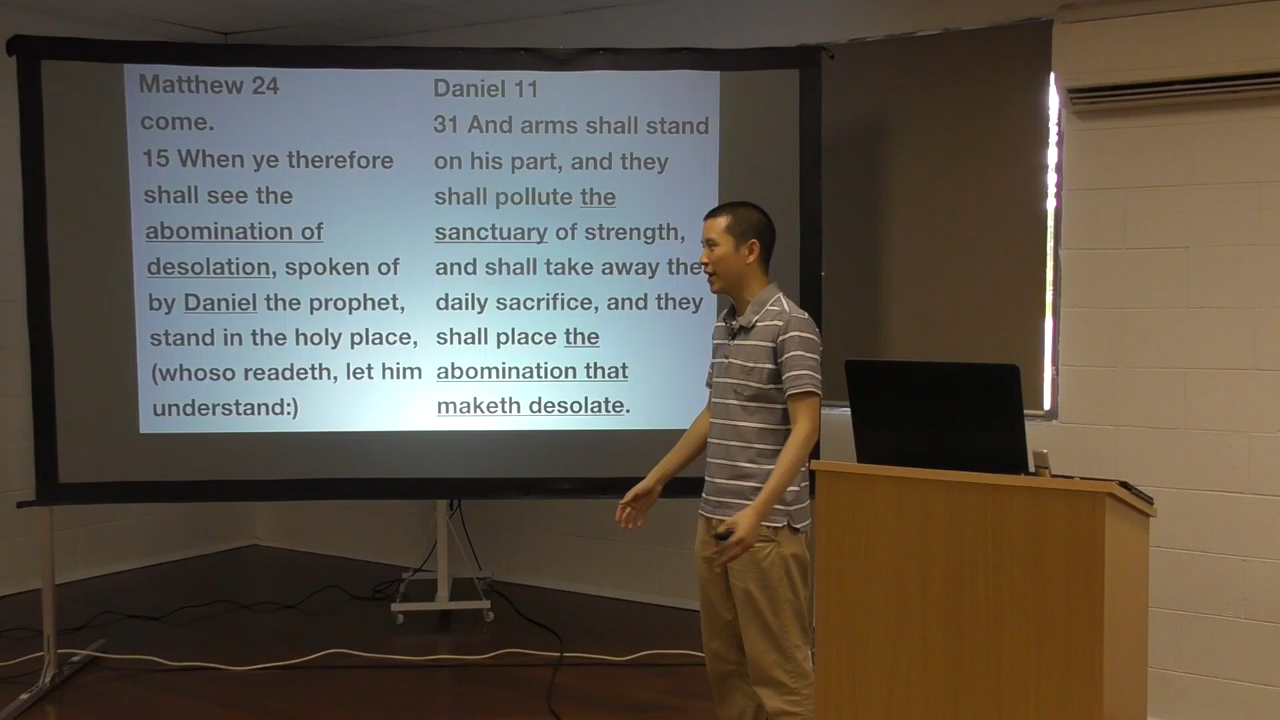 Matthew 24
come.
15 When ye therefore
shall see the
abomination of
desolation, spoken of
by Daniel the prophet,
stand in the holy place,
(whoso readeth, let him
understand:)
Daniel 11
31 And arms shall stand
on his part, and they
shall pollute the
sanctuary of strength,
and shall take away the
daily sacrifice, and they
shall place the
abomination that
maketh desolate.